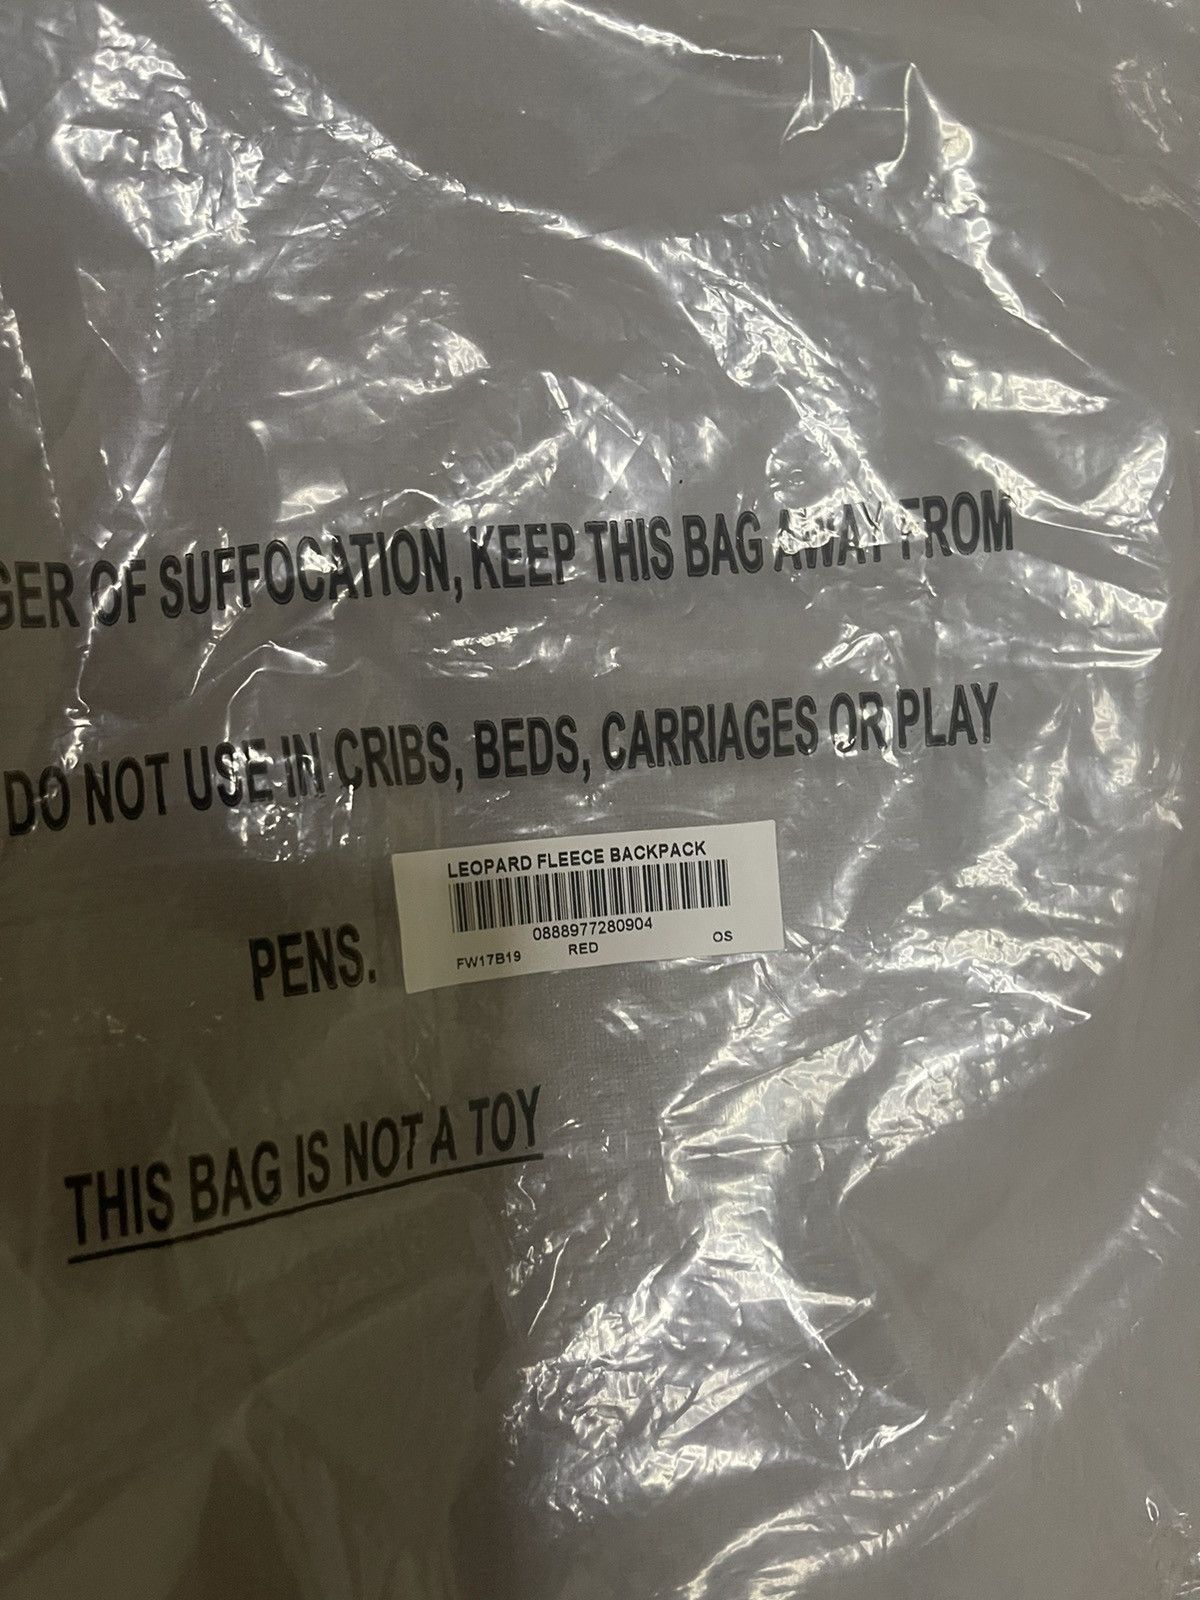 GER OF SUFFOCATION, KEEP THIS BAG AWAY FROM
DO NOT USE IN CRIBS, BEDS, CARRIAGES OR PLAY
PENS.
LEOPARD FLEECE BACKPACK
0888977280904
FW17B19 RED OS
THIS BAG IS NOT A TOY